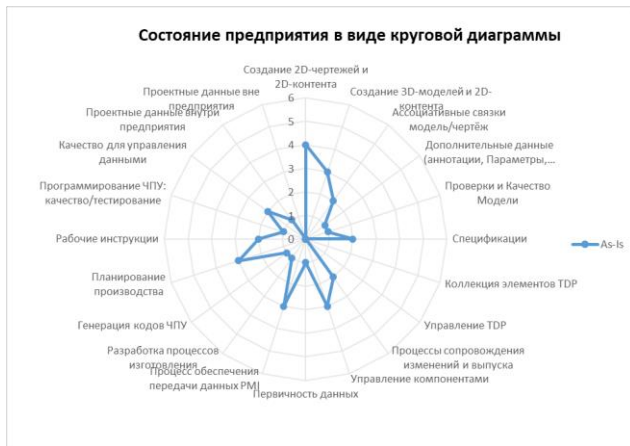 Состояние предприятия в виде круговой диаграммы
Создание 2D-чертежей и
2D-контента
Создание 3D-моделей и 2D-
контента
Ассоциативные связки
модель/чертёж
Дополнительные данные
(аннотации, Параметры,...
Проверки и Качество
Модели
Спецификации
Коллекция элементов TDP
Управление TDP
Процессы сопровождения
изменений и выпуска
Управление компонентами
Первичность данных
Процесс обеспечения
передачи данных PMI
Разработка процессов
изготовления
Генерация кодов ЧПУ
Планирование
производства
Рабочие инструкции
Программирование ЧПУ:
качество/тестирование
Качество для управления
данными
Проектные данные внутри
предприятия
Проектные данные вне
предприятия
6
5
4
3
2
1
0
As-Is